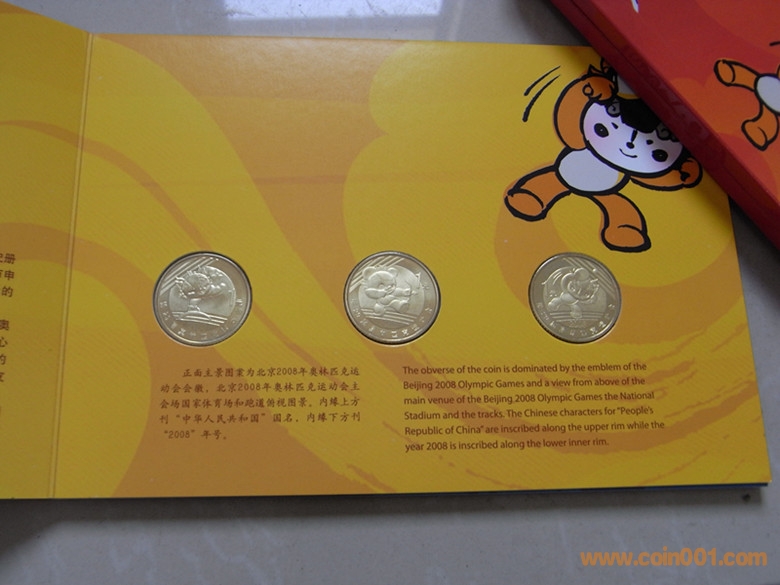 册
申
的
奥
心
的
正面主景图案为北京2008年奥林匹克运
动会会徽，北京2008年奥林匹克运动会主
会场国家体育场和跑道俯视图景。内缘上方
刊“中华人民共和国”国名，内缘下方刊
“2008”年号。
The obverse of the coin is dominated by the emblem of the
Beijing 2008 Olympic Games and a view from above of the
main venue of the Beijing 2008 Olympic Games the National
Stadium and the tracks. The Chinese characters for “People's
Republic of China” are inscribed along the upper rim while the
year 2008 is inscribed along the lower inner rim.
www.coin001.com